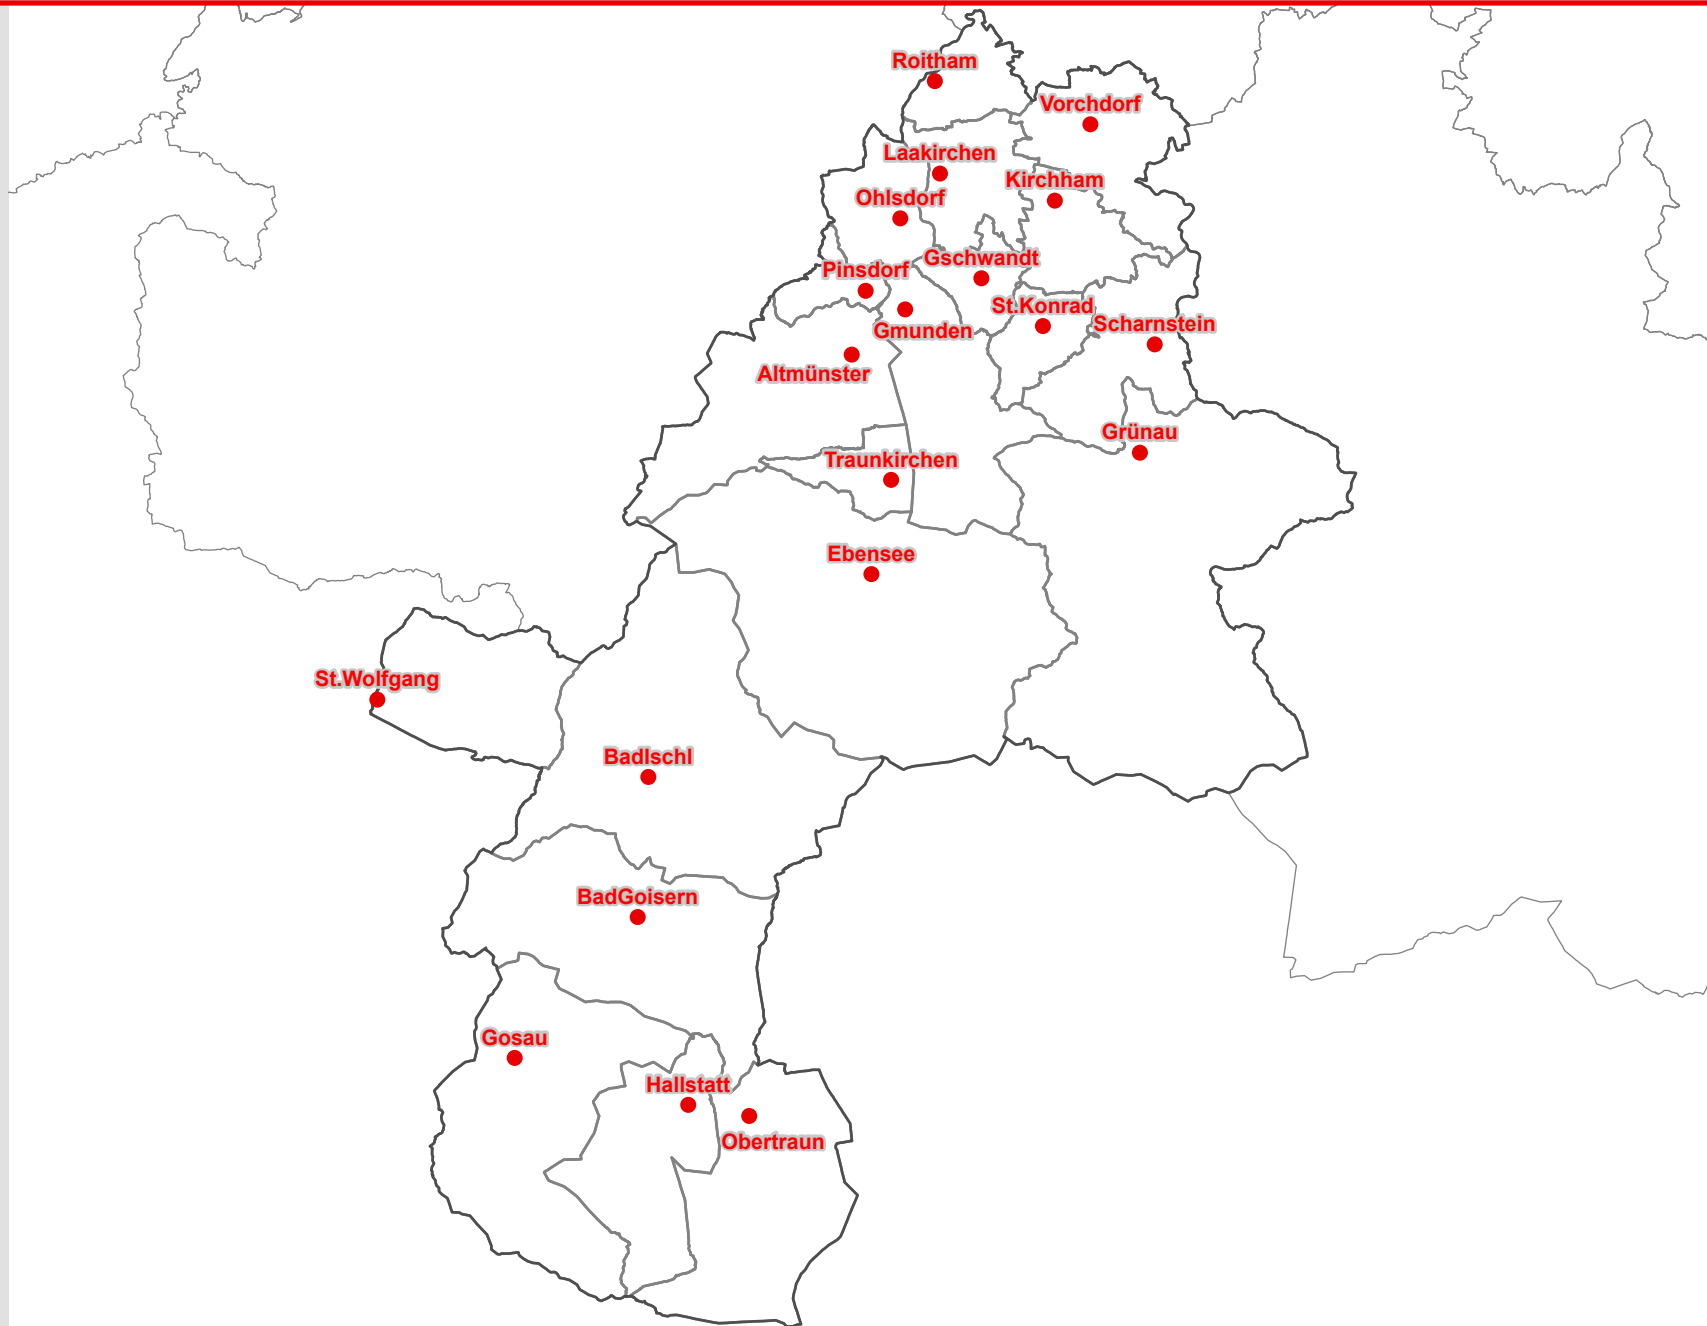 Roitham
Vorchdorf
Laakirchen
Kirchham
Ohlsdorf
Gschwandt
Pinsdorf
St.Konrad
Gmunden
Scharnstein
Altmünster
Grünau
Traunkirchen
Ebensee
St.Wolfgang
BadIschl
BadGoisern
Gosau
Hallstatt
Obertraun